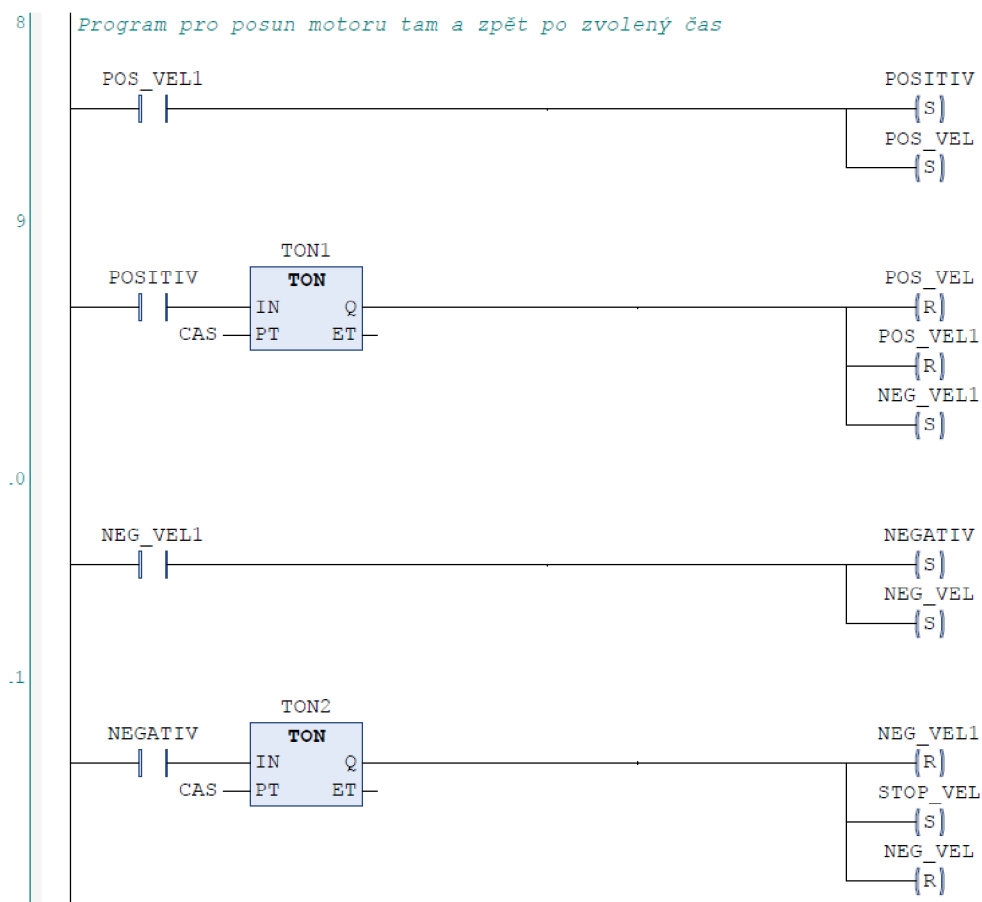 8 Program pro posun motoru tam a zpět po zvolený čas
POS_VEL1 POSITIV
S
POS_VEL
S
9
TON1
POSITIV TON POS_VEL
IN Q R
CAS PT ET POS_VEL1
R
NEG_VEL1
S
.0
NEG_VEL1 NEGATIV
S
NEG_VEL
S
.1
TON2
NEGATIV TON NEG_VEL1
IN Q R
CAS PT ET STOP_VEL
S
NEG_VEL
R